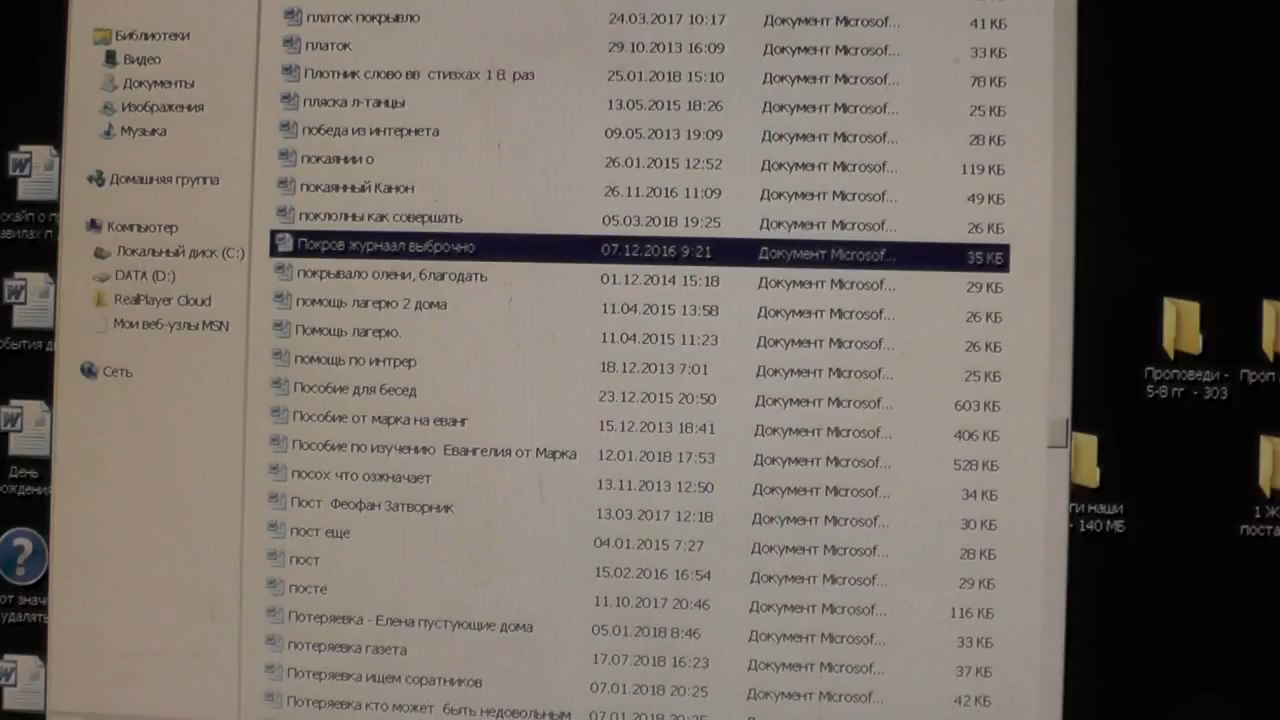 платок покрывло 24.03.2017 10:17 Документ Microsof... 41 КБ
платок 29.10.2013 16:09 Документ Microsof... 33 КБ
Плотник слово вв стизхах 1 8 раз 25.01.2018 15:10 Документ Microsof... 78 КБ
пляска л-танцы 13.05.2015 18:26 Документ Microsof... 25 КБ
победа из интернета 09.05.2013 19:09 Документ Microsof... 28 КБ
покаянии о 26.01.2015 12:52 Документ Microsof... 119 КБ
покаянный Канон 26.11.2016 11:09 Документ Microsof... 49 КБ
поклолны как совершать 05.03.2018 19:25 Документ Microsof... 26 КБ
Покров журнаал выброчно 07.12.2016 9:21 Документ Microsof... 35 КБ
покрывало олени, благодать 01.12.2014 15:18 Документ Microsof... 29 КБ
помощь лагерю 2 дома 11.04.2015 13:58 Документ Microsof... 26 КБ
Помощь лагерю. 11.04.2015 11:23 Документ Microsof... 26 КБ
помощь по интрер 18.12.2013 7:01 Документ Microsof... 25 КБ
Пособие для бесед 23.12.2015 20:50 Документ Microsof... 603 КБ
Пособие от марка на еванг 15.12.2013 18:41 Документ Microsof... 406 КБ
Пособие по изучению Евангелия от Марка 12.01.2018 17:53 Документ Microsof... 528 КБ
посох что озжначает 13.11.2013 12:50 Документ Microsof... 34 КБ
Пост Феофан Затворник 13.03.2017 12:18 Документ Microsof... 30 КБ
пост еще 04.01.2015 7:27 Документ Microsof... 28 КБ
пост 15.02.2016 16:54 Документ Microsof... 29 КБ
посте 11.10.2017 20:46 Документ Microsof... 116 КБ
Потеряевка - Елена пустующие дома 05.01.2018 8:46 Документ Microsof... 33 КБ
потеряевка газета 17.07.2018 16:23 Документ Microsof... 37 КБ
Потеряевка ищем соратников 07.01.2018 20:25 Документ Microsof... 42 КБ
Потеряевка кто может быть недовольным 07.01.2018
Библиотеки
Видео
Документы
Изображения
Музыка
Домашняя группа
Компьютер
Локальный диск (C:)
DATA (D:)
RealPlayer Cloud
Мои веб-узлы MSN
Сеть
День
удалять
Проповеди -
5-8 гг - 303
Проп
наши
- 140 МБ
1 Ж
поста